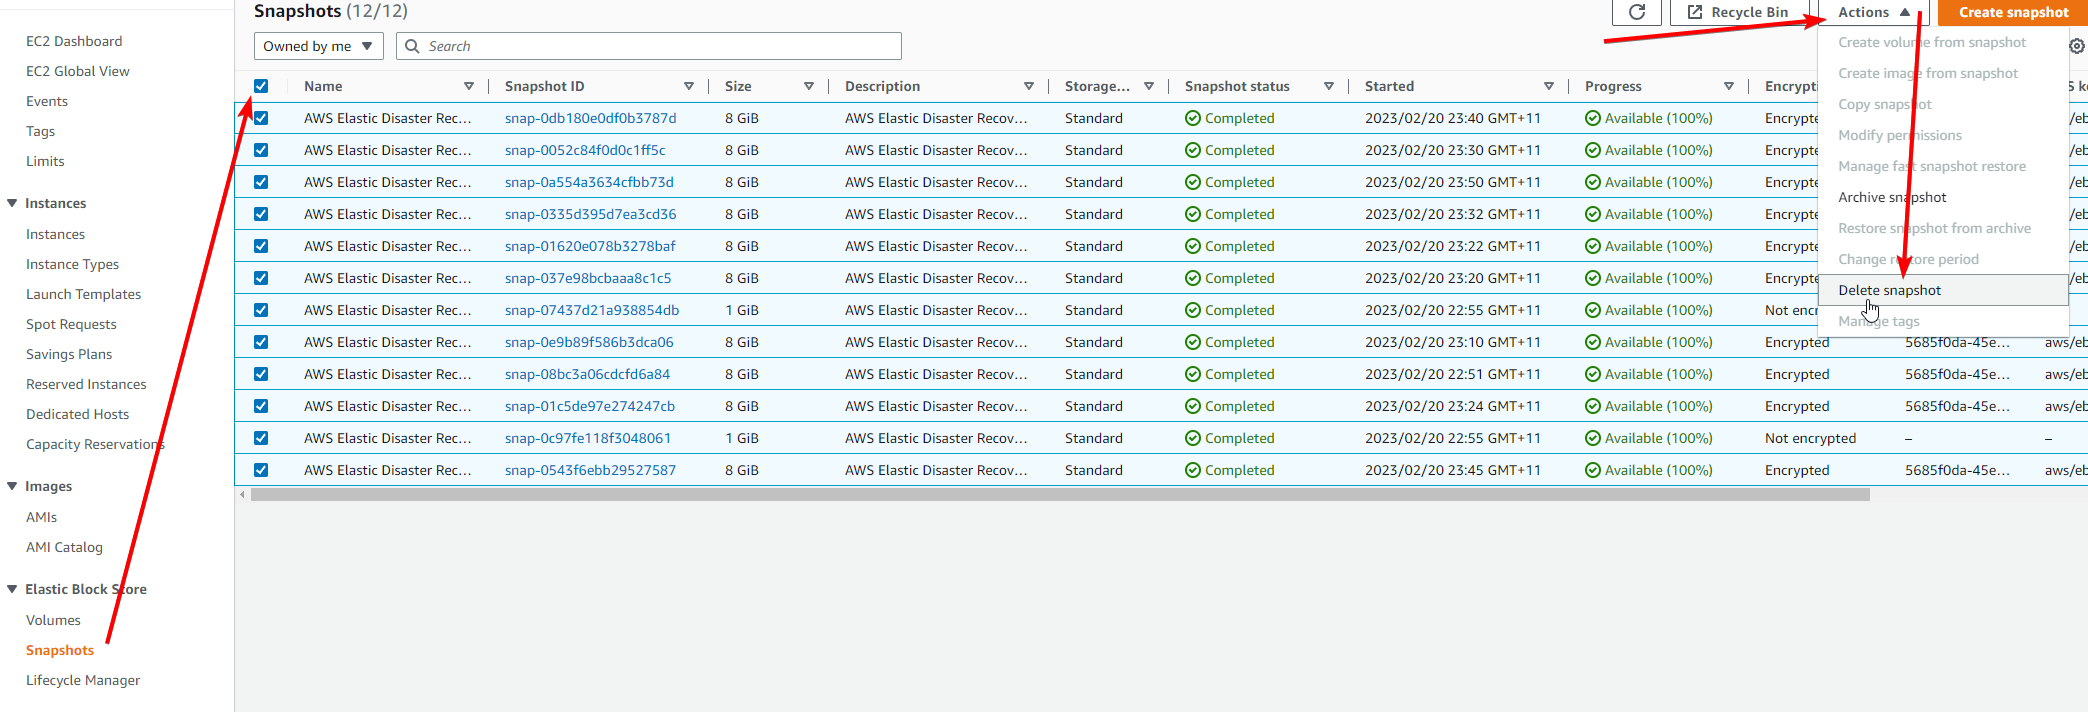 Snapshots (12/12)
Recycle Bin
Actions
Create snapshot
Owned by me
Search
EC2 Dashboard
EC2 Global View
Events
Tags
Limits
Instances
Instances
Instance Types
Launch Templates
Spot Requests
Savings Plans
Reserved Instances
Dedicated Hosts
Capacity Reservations
Images
AMIs
AMI Catalog
Elastic Block Store
Volumes
Snapshots
Lifecycle Manager
Name Snapshot ID Size Description Storage... Snapshot status Started Progress
AWS Elastic Disaster Rec... snap-0db180e0df0b3787d 8 GiB AWS Elastic Disaster Recov... Standard Completed 2023/02/20 23:40 GMT+11 Available (100%)
AWS Elastic Disaster Rec... snap-0052c84f0d0c1ff5c 8 GiB AWS Elastic Disaster Recov... Standard Completed 2023/02/20 23:30 GMT+11 Available (100%)
AWS Elastic Disaster Rec... snap-0a554a3634cfbb73d 8 GiB AWS Elastic Disaster Recov... Standard Completed 2023/02/20 23:50 GMT+11 Available (100%)
AWS Elastic Disaster Rec... snap-0335d395d7ea3cd36 8 GiB AWS Elastic Disaster Recov... Standard Completed 2023/02/20 23:32 GMT+11 Available (100%)
AWS Elastic Disaster Rec... snap-01620e078b3278baf 8 GiB AWS Elastic Disaster Recov... Standard Completed 2023/02/20 23:22 GMT+11 Available (100%)
AWS Elastic Disaster Rec... snap-037e98bcbaaa8c1c5 8 GiB AWS Elastic Disaster Recov... Standard Completed 2023/02/20 23:20 GMT+11 Available (100%)
AWS Elastic Disaster Rec... snap-07437d21a938854db 1 GiB AWS Elastic Disaster Recov... Standard Completed 2023/02/20 22:55 GMT+11 Available (100%) Not
AWS Elastic Disaster Rec... snap-0e9b89f586b3dca06 8 GiB AWS Elastic Disaster Recov... Standard Completed 2023/02/20 23:10 GMT+11 Available (100%) Encrypted 5685f0da-45e... aws/eb
AWS Elastic Disaster Rec... snap-08bc3a06cdcfd6a84 8 GiB AWS Elastic Disaster Recov... Standard Completed 2023/02/20 22:51 GMT+11 Available (100%) Encrypted 5685f0da-45e... aws/eb
AWS Elastic Disaster Rec... snap-01c5de97e274247cb 8 GiB AWS Elastic Disaster Recov... Standard Completed 2023/02/20 23:24 GMT+11 Available (100%) Encrypted 5685f0da-45e... aws/eb
AWS Elastic Disaster Rec... snap-0c97fe118f3048061 1 GiB AWS Elastic Disaster Recov... Standard Completed 2023/02/20 22:55 GMT+11 Available (100%) Not encrypted – –
AWS Elastic Disaster Rec... snap-0543f6ebb29527587 8 GiB AWS Elastic Disaster Recov... Standard Completed 2023/02/20 23:45 GMT+11 Available (100%) Encrypted 5685f0da-45e... aws/eb
Create volume from snapshot
Create image from snapshot
Copy snapshot
Modify permissions
Manage fast snapshot restore
Archive snapshot
Restore snapshot from archive
Change restore period
Delete snapshot
Manage tags